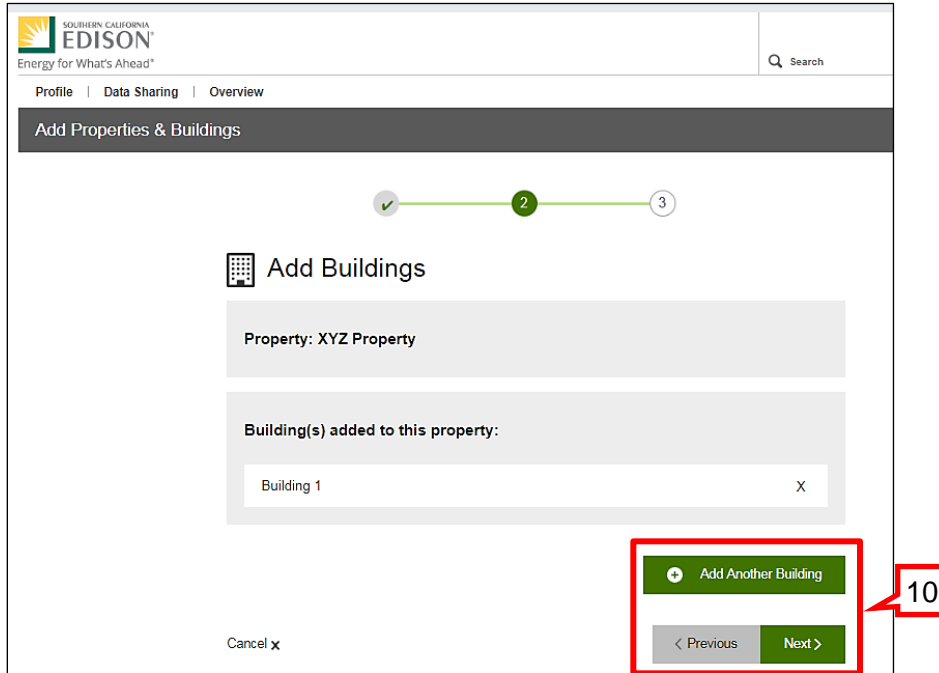 SOUTHERN CALIFORNIA
EDISON®
Energy for What's Ahead®
Search
Profile | Data Sharing | Overview
Add Properties & Buildings
2
3
Add Buildings
Property: XYZ Property
Building(s) added to this property:
Building 1 X
Add Another Building
10
Cancel x
< Previous Next >